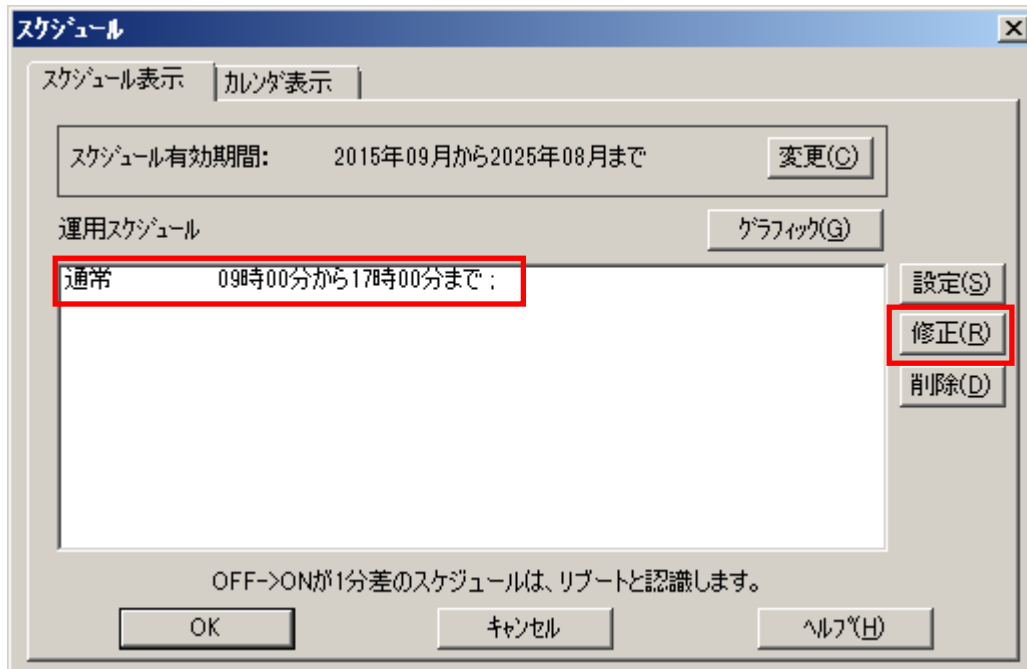 スケジュール
スケジュール表示 カレンダ表示
スケジュール有効期間: 2015年09月から2025年08月まで 変更(C)
運用スケジュール グラフィック(G)
通常 09時00分から17時00分まで ;
設定(S)
修正(R)
削除(D)
OFF->ONが1分差のスケジュールは、リブートと認識します。
OK キャンセル ヘルプ(H)